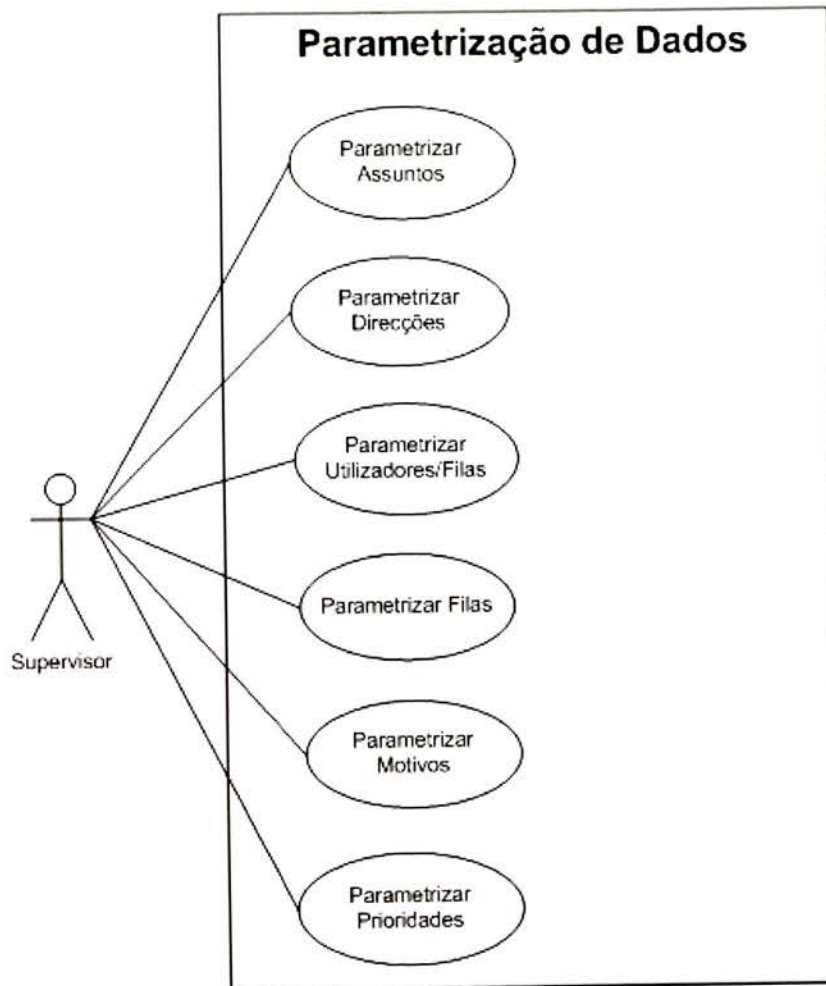 Parametrização de Dados
Parametrizar
Assuntos
Parametrizar
Direcções
Parametrizar
Utilizadores/Filas
Parametrizar Filas
Supervisor
Parametrizar
Motivos
Parametrizar
Prioridades